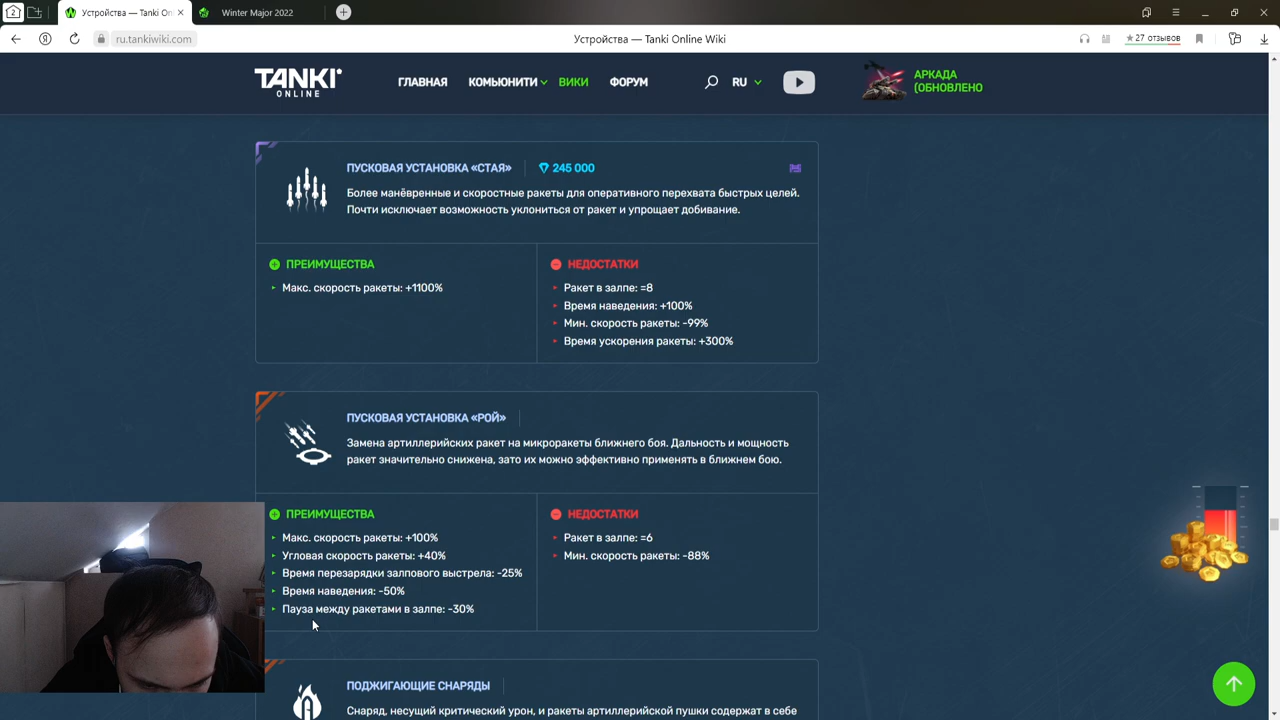 2
Устройства — Tanki On
Winter Major 2022
ru.tankiwiki.com
Устройства — Tanki Online Wiki
27 отзывов
TANKI
ONLINE
ГЛАВНАЯ
КОМЬЮНИТИ
ВИКИ
ФОРУМ
RU
АРКАДА
(ОБНОВЛЕНО
ПУСКОВАЯ УСТАНОВКА «СТАЯ»
245 000
Более манёвренные и скоростные ракеты для оперативного перехвата быстрых целей.
Почти исключает возможность уклониться от ракет и упрощает добивание.
ПРЕИМУЩЕСТВА
Макс. скорость ракеты: +1100%
НЕДОСТАТКИ
Ракет в залпе: =8
Время наведения: +100%
Мин. скорость ракеты: -99%
Время ускорения ракеты: +300%
ПУСКОВАЯ УСТАНОВКА «РОЙ»
Замена артиллерийских ракет на микроракеты ближнего боя. Дальность и мощность
ракет значительно снижена, зато их можно эффективно применять в ближнем бою.
ПРЕИМУЩЕСТВА
Макс. скорость ракеты: +100%
Угловая скорость ракеты: +40%
Время перезарядки залпового выстрела: -25%
Время наведения: -50%
Пауза между ракетами в залпе: -30%
НЕДОСТАТКИ
Ракет в залпе: =6
Мин. скорость ракеты: -88%
ПОДЖИГАЮЩИЕ СНАРЯДЫ
Снаряд, несущий критический урон, и ракеты артиллерийской пушки содержат в себе